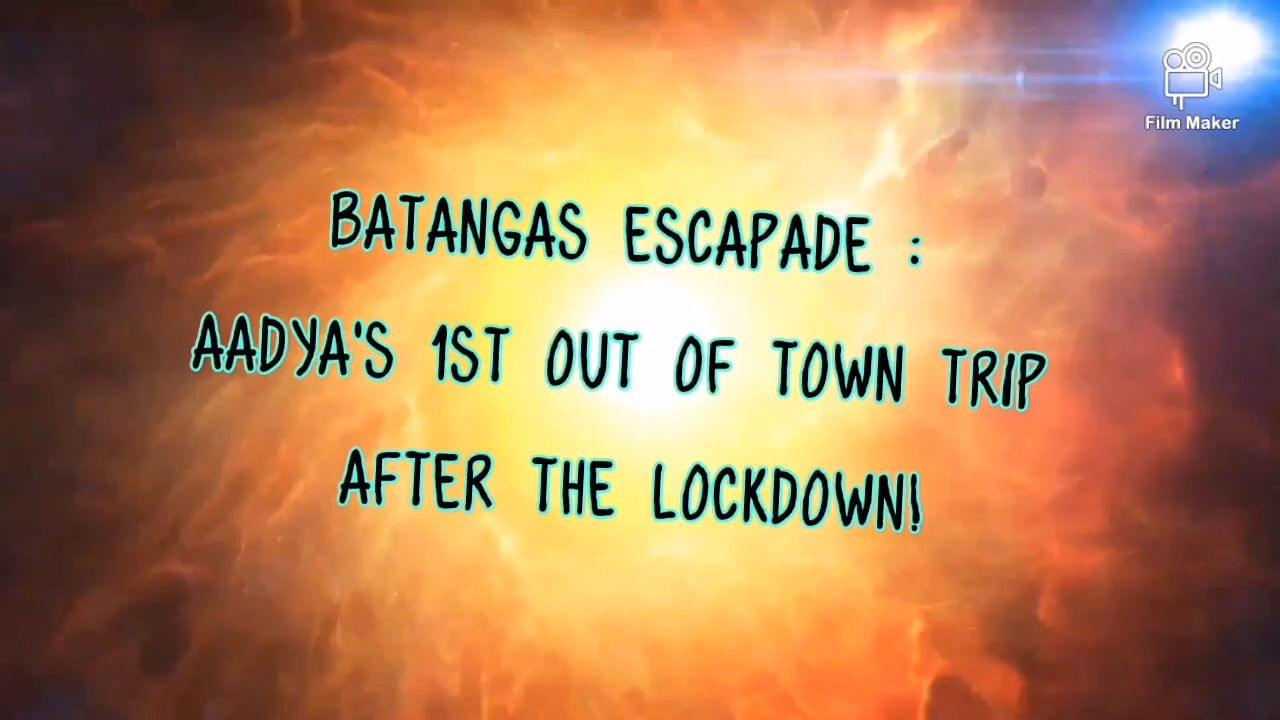 Film Maker
BATANGAS ESCAPADE :
AADYA'S 1ST OUT OF TOWN TRIP
AFTER THE LOCKDOWN!